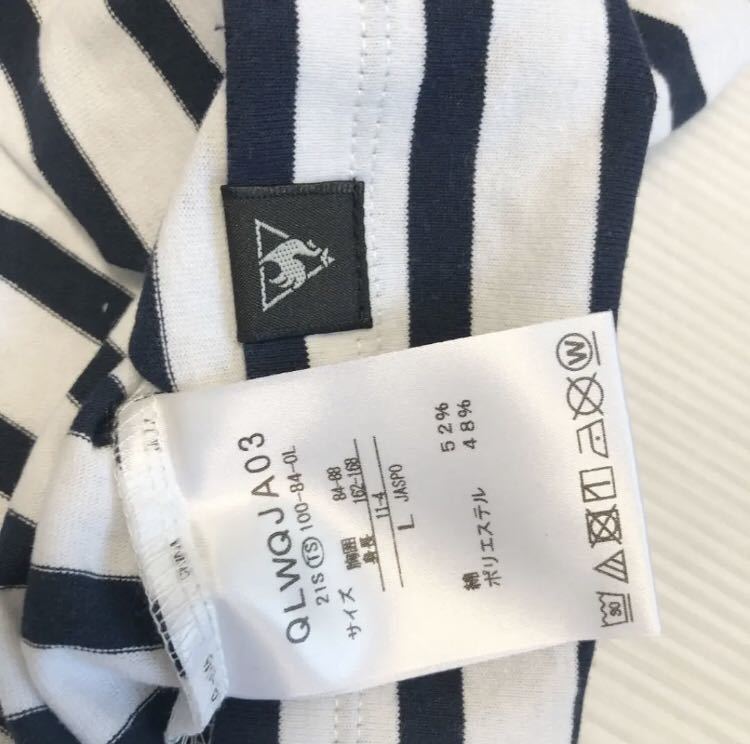 QLWQJA03
21S TS 100-84-0L
サイズ
胸囲 84-88
身長 162-168
11-4
L JASPO
綿 52%
ポリエステル 48%
30
W